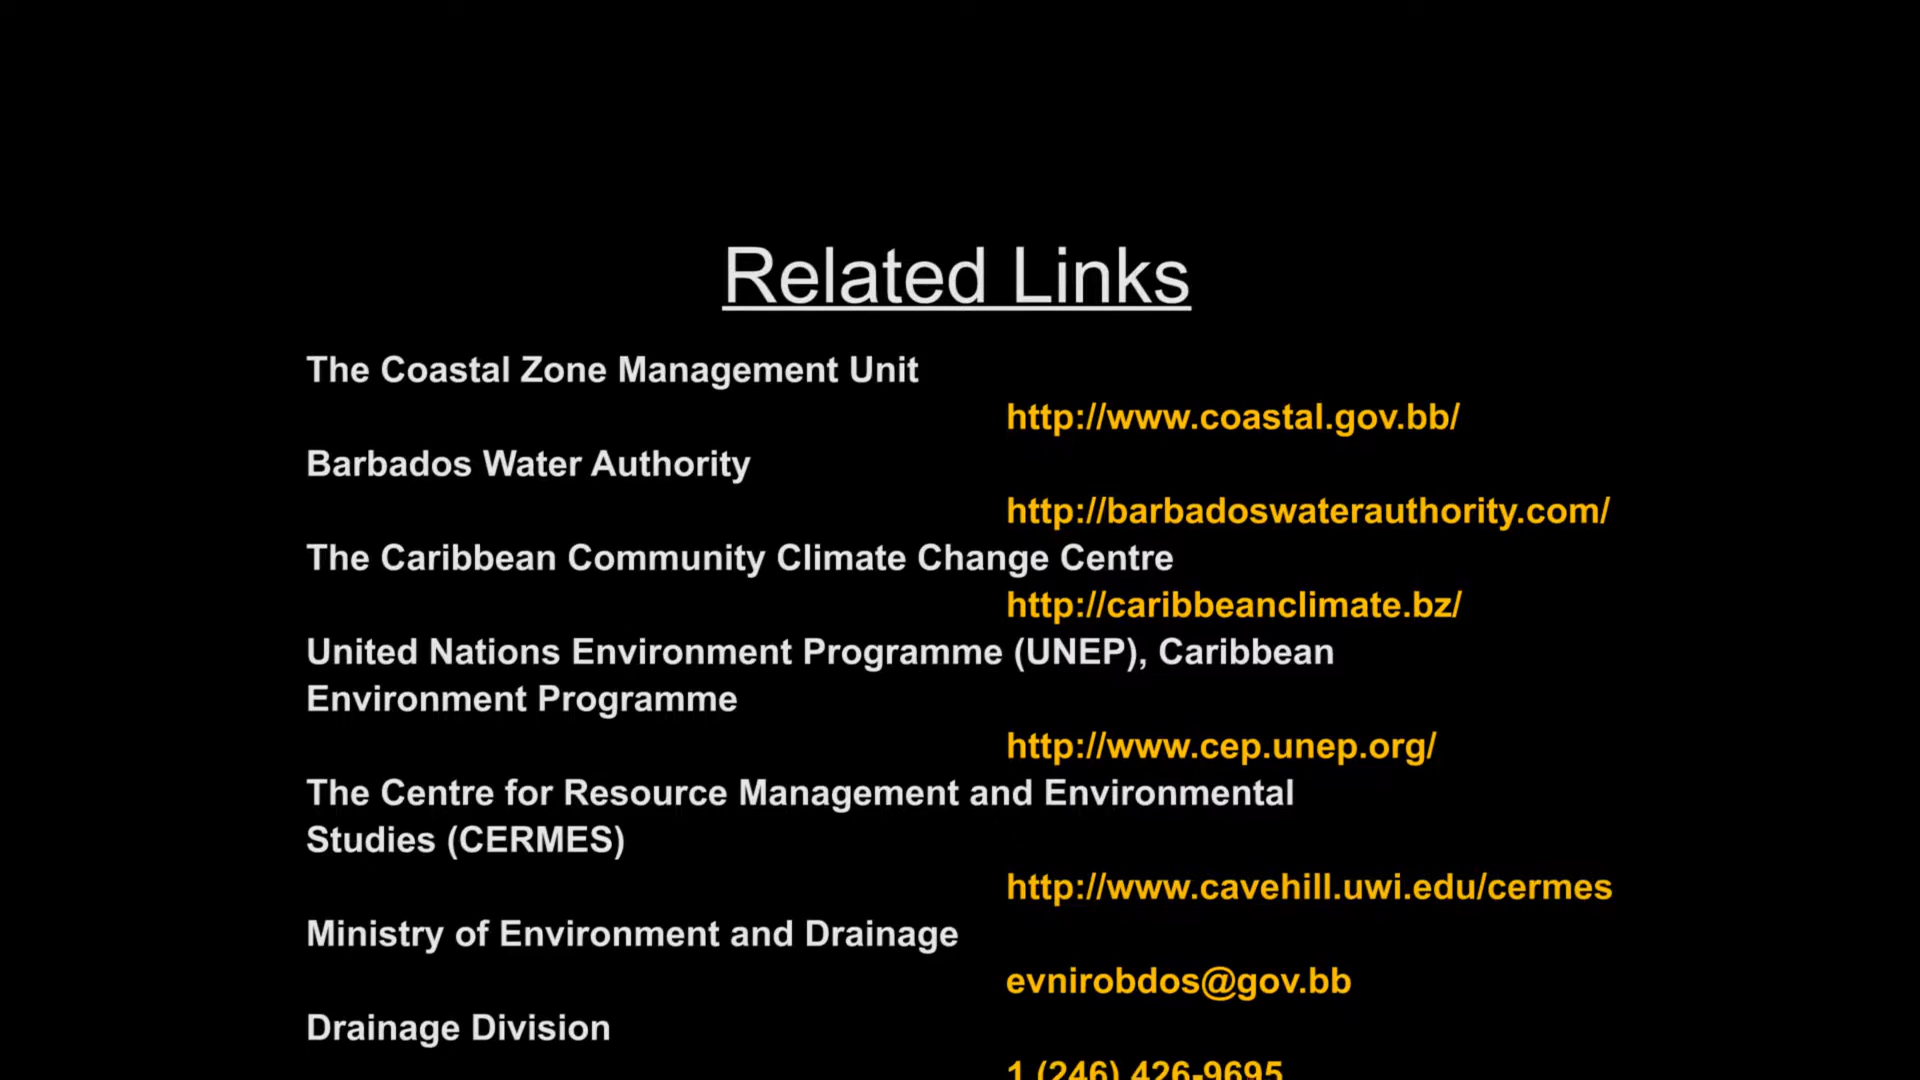 Related Links
The Coastal Zone Management Unit
http://www.coastal.gov.bb/
Barbados Water Authority
http://barbadoswaterauthority.com/
The Caribbean Community Climate Change Centre
http://caribbeanclimate.bz/
United Nations Environment Programme (UNEP), Caribbean
Environment Programme
http://www.cep.unep.org/
The Centre for Resource Management and Environmental
Studies (CERMES)
http://www.cavehill.uwi.edu/cermes
Ministry of Environment and Drainage
evnirobdos@gov.bb
Drainage Division
1 (246) 426-9695